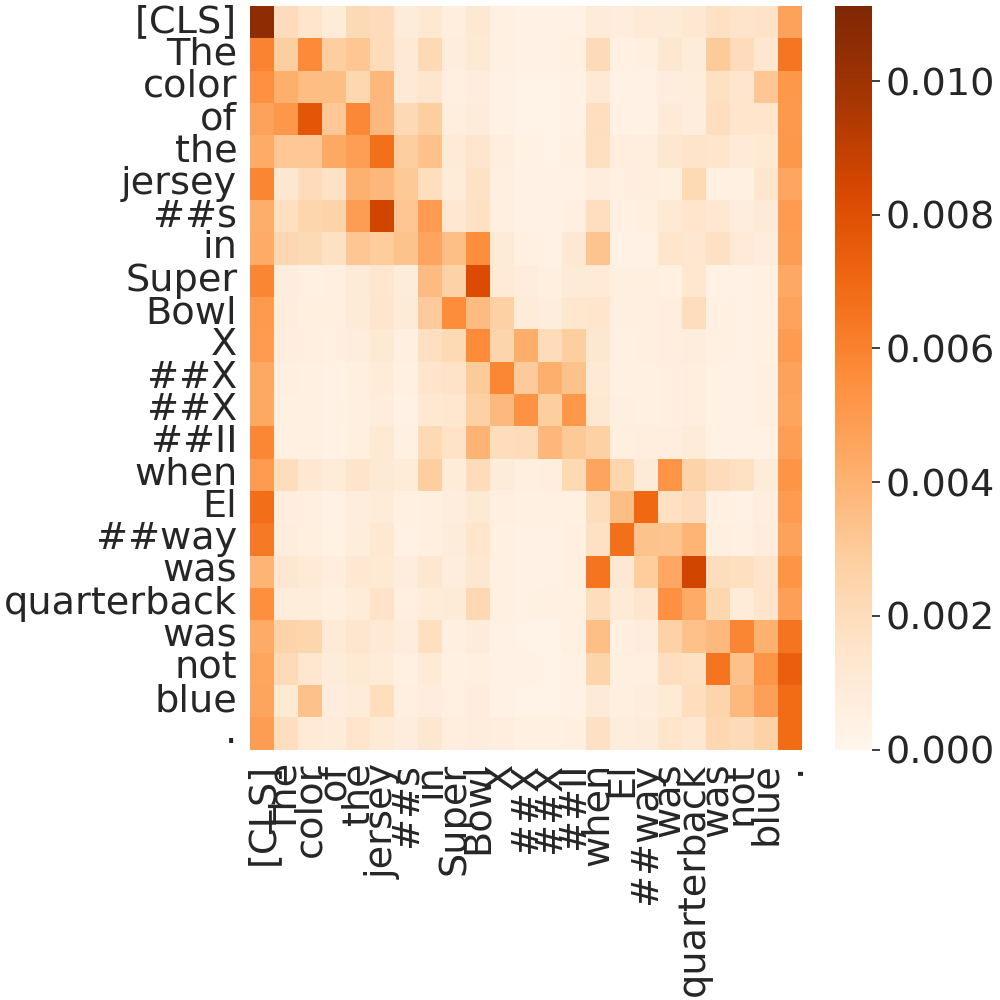 [CLS]
The
color
of
the
jersey
##s
in
Super
Bowl
X
##X
##X
##II
when
El
##way
was
quarterback
was
not
blue
.
0.010
0.008
0.006
0.004
0.002
0.000
[CLS]
The
color
of
the
jersey
##s
in
Super
Bowl
X
##X
##X
##II
when
El
##way
was
quarterback
was
not
blue
.